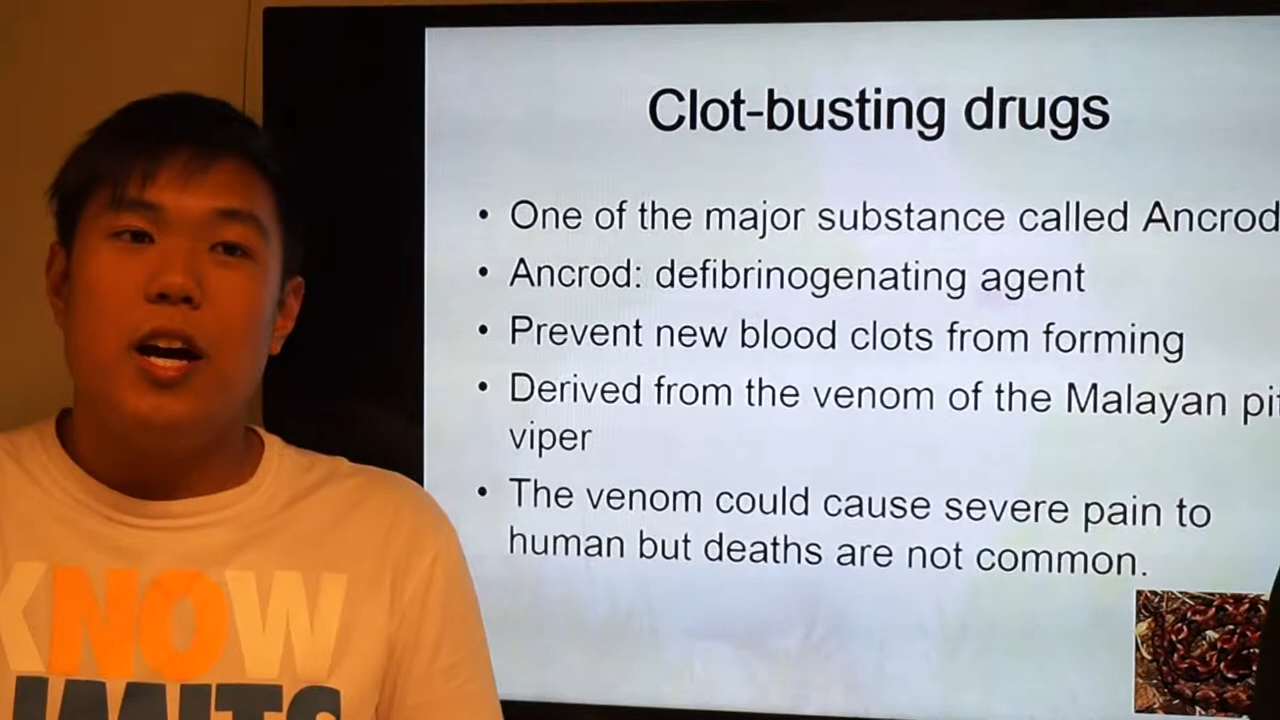 Clot-busting drugs
• One of the major substance called Ancrod
• Ancrod: defibrinogenating agent
• Prevent new blood clots from forming
• Derived from the venom of the Malayan pit
viper
• The venom could cause severe pain to
human but deaths are not common.
KNOW